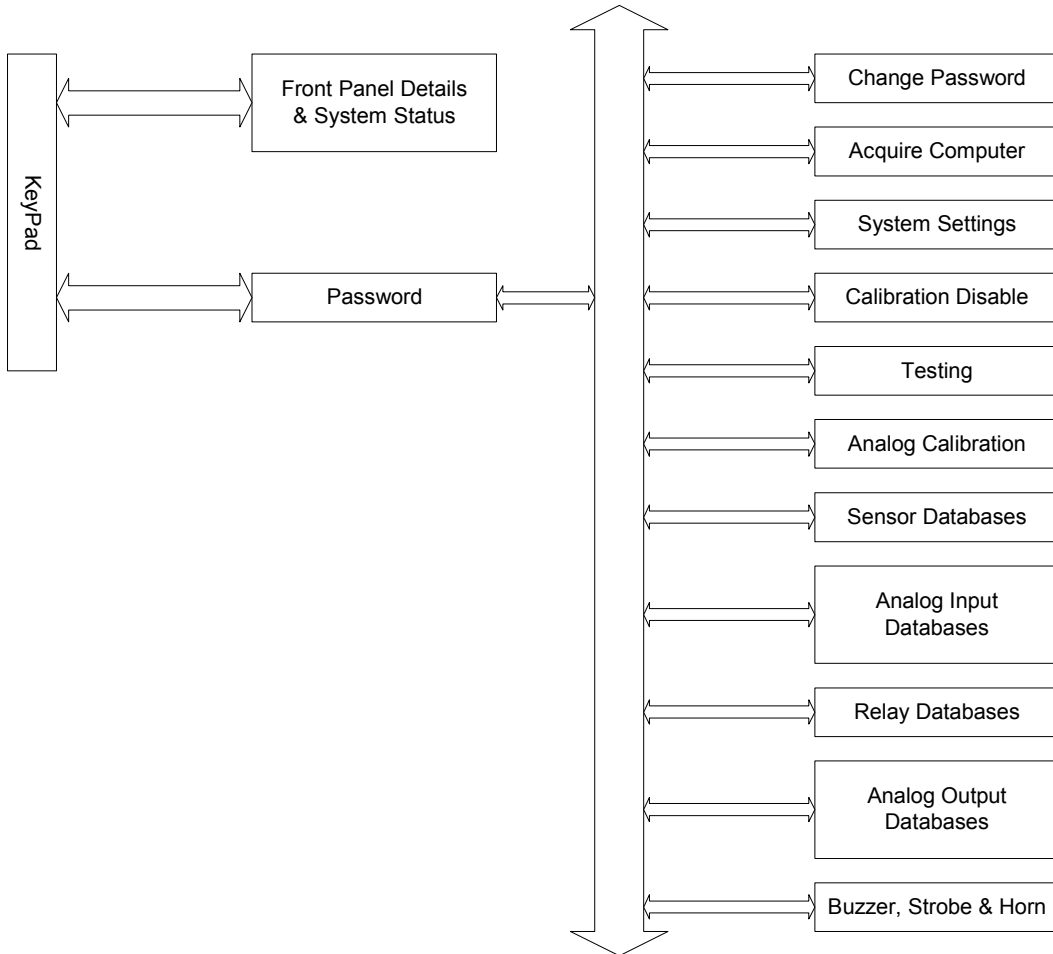 KeyPad
Front Panel Details
& System Status
Password
Change Password
Acquire Computer
System Settings
Calibration Disable
Testing
Analog Calibration
Sensor Databases
Analog Input
Databases
Relay Databases
Analog Output
Databases
Buzzer, Strobe & Horn